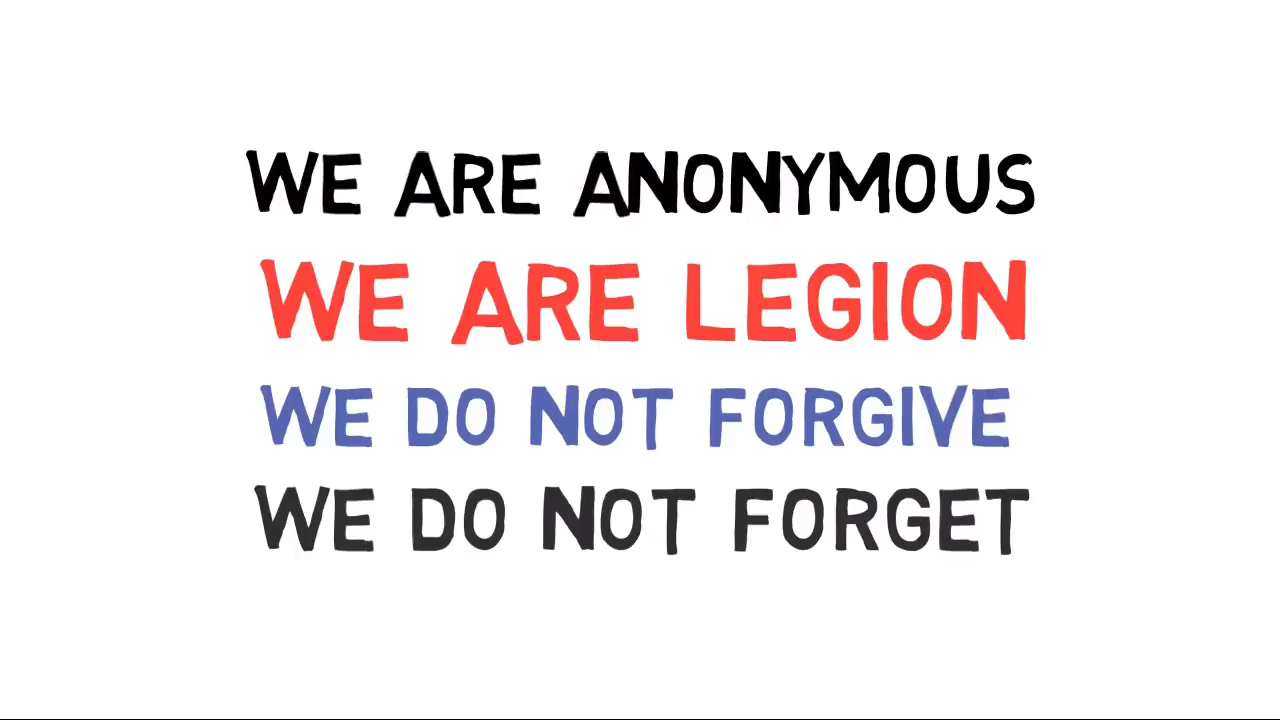 WE ARE ANONYMOUS
WE ARE LEGION
WE DO NOT FORGIVE
WE DO NOT FORGET